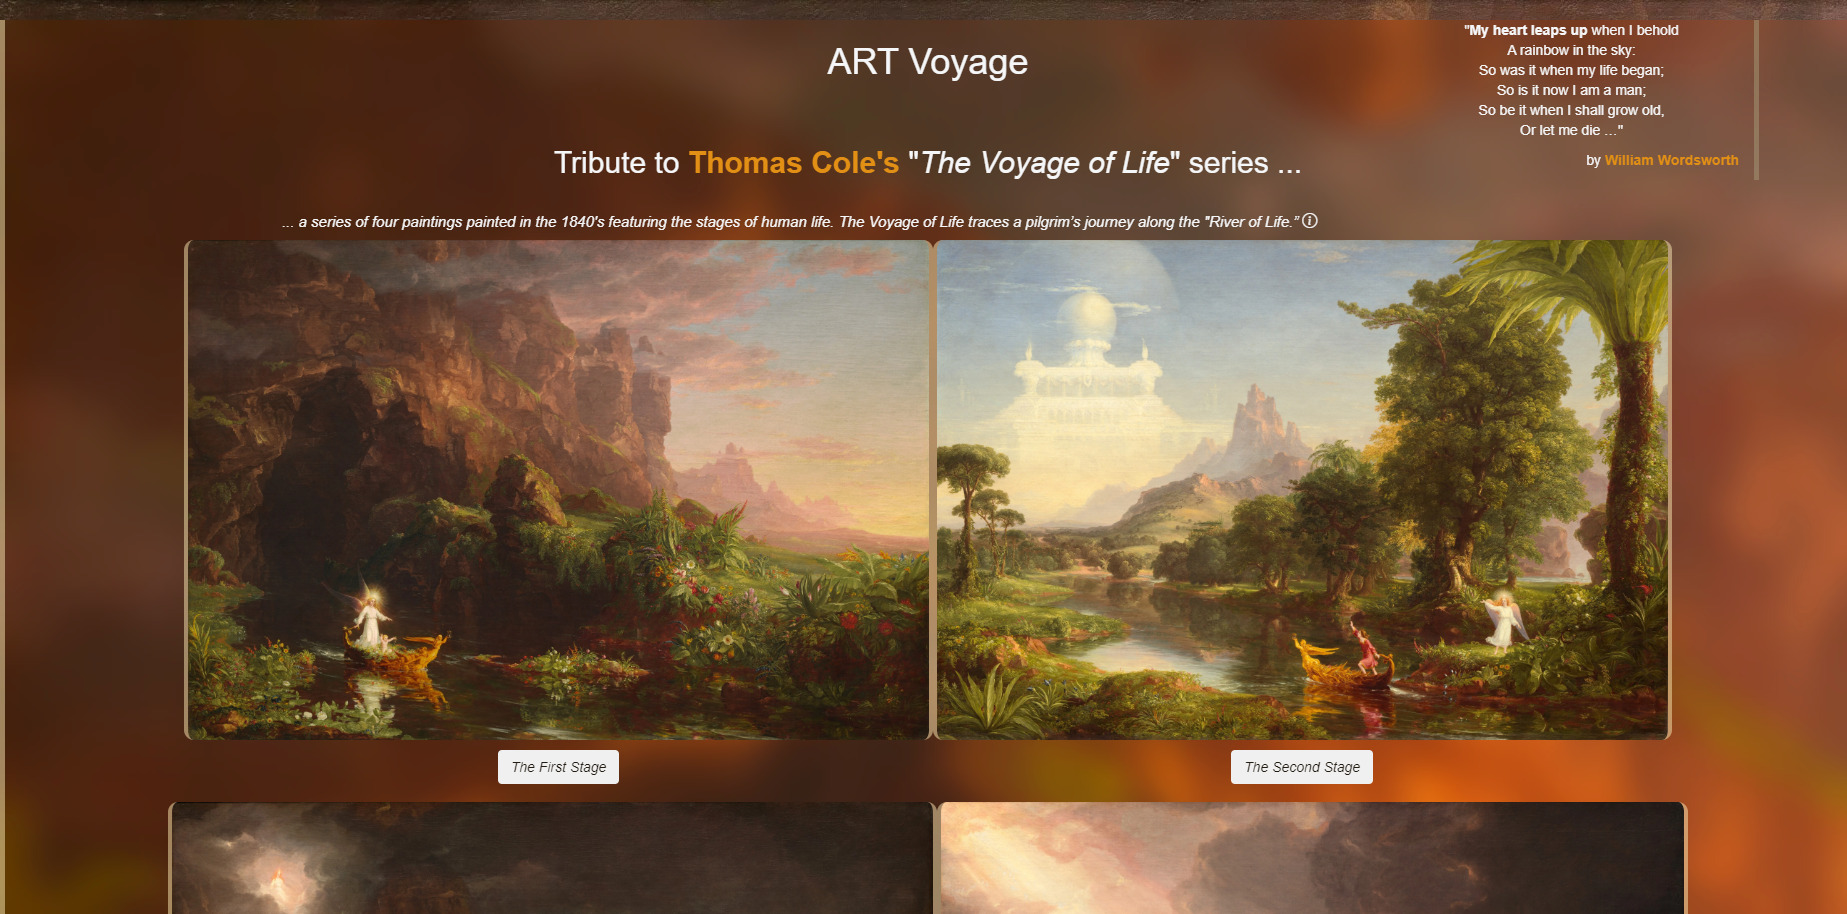 ART Voyage
"My heart leaps up when I behold
A rainbow in the sky:
So was it when my life began;
So is it now I am a man;
So be it when I shall grow old,
Or let me die ..."
by William Wordsworth
Tribute to Thomas Cole's "The Voyage of Life" series ...
... a series of four paintings painted in the 1840's featuring the stages of human life. The Voyage of Life traces a pilgrim’s journey along the "River of Life.”
The First Stage
The Second Stage